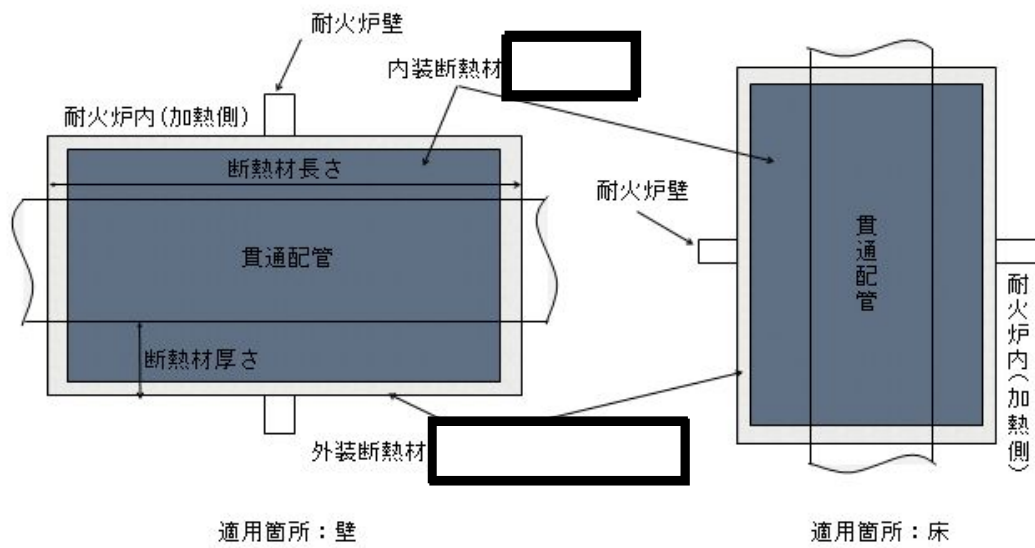 耐火炉壁
内装断熱材
耐火炉内(加熱側)
断熱材長さ
貫通配管
断熱材厚さ
外装断熱材
適用箇所:壁
耐火炉壁
貫通配管
耐火炉内(加熱側)
適用箇所:床